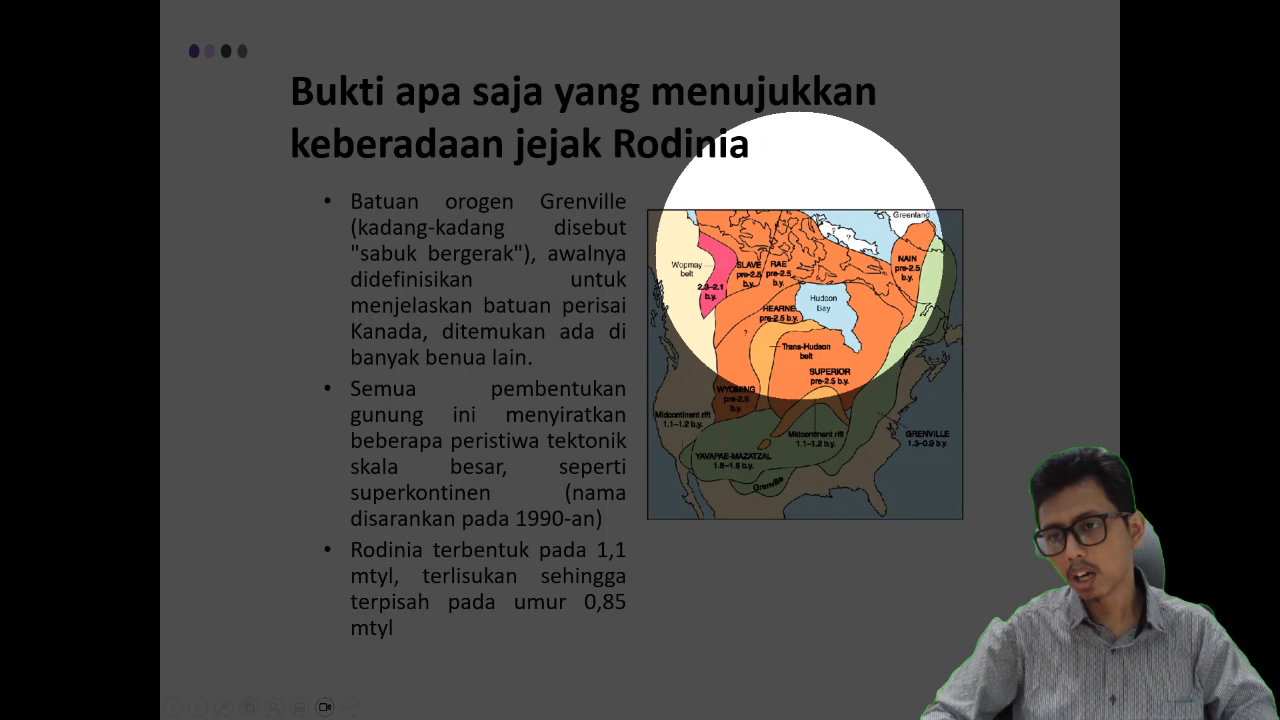 Bukti apa saja yang menujukkan
keberadaan jejak Rodinia
• Batuan orogen Grenville
(kadang-kadang disebut
"sabuk bergerak"), awalnya
didefinisikan untuk
menjelaskan batuan perisai
Kanada, ditemukan ada di
banyak benua lain.
• Semua pembentukan
gunung ini menyiratkan
beberapa peristiwa tektonik
skala besar, seperti
superkontinen (nama
disarankan pada 1990-an)
• Rodinia terbentuk pada 1,1
mtyl, terlisukan sehingga
terpisah pada umur 0,85
mtyl
Greenland
Wopmay
belt
SLAVE
pre-2.5
b.y.
RAE
pre-2.5
b.y.
NAIN
pre-2.5
b.y.
2.3–2.1
b.y.
Hudson
Bay
HEARNE
pre-2.5 b.y.
?
Trans-Hudson
belt
SUPERIOR
pre-2.5 b.y.
WYOMING
pre-2.5
b.y.
Midcontinent rift
1.1–1.2 b.y.
Midcontinent rift
1.1–1.2 b.y.
GRENVILLE
1.3–0.9 b.y.
YAVAPAE-MAZATZAL
1.8–1.6 b.y.
Grenville